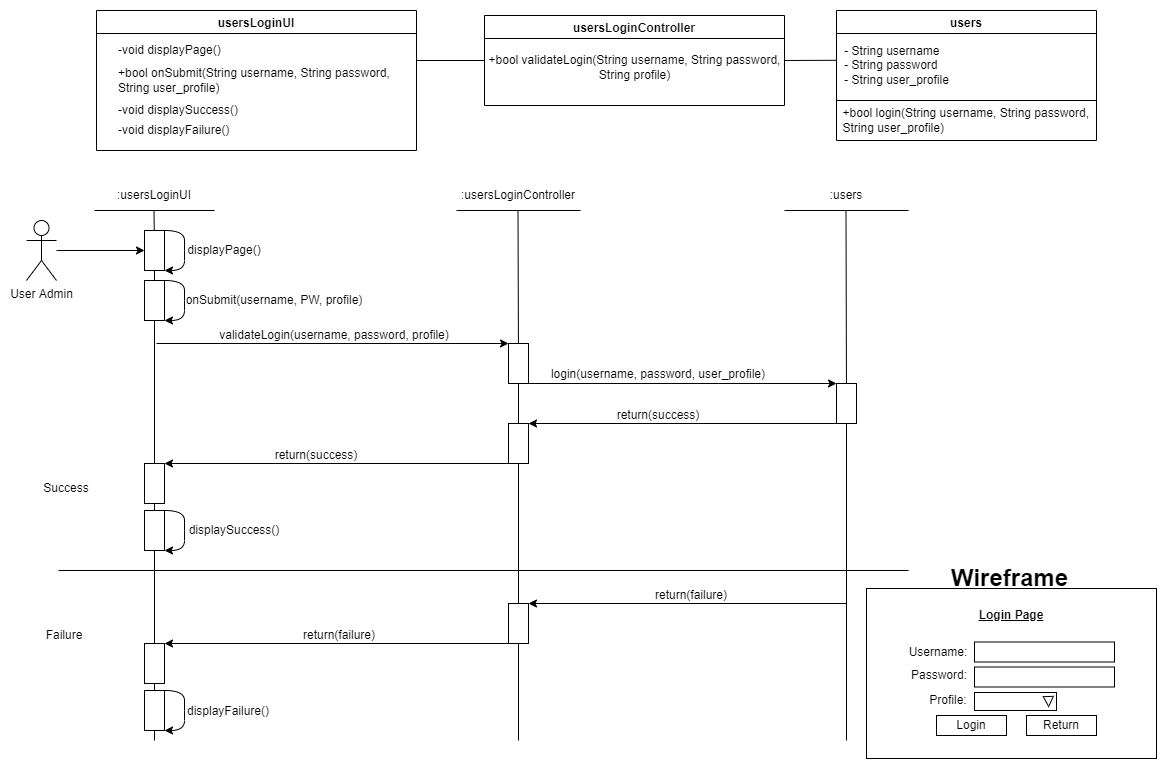 usersLoginUI
-void displayPage()
+bool onSubmit(String username, String password,
String user_profile)
-void displaySuccess()
-void displayFailure()
usersLoginController
+bool validateLogin(String username, String password,
String profile)
users
- String username
- String password
- String user_profile
+bool login(String username, String password,
String user_profile)
:usersLoginUI
:usersLoginController
:users
User Admin
displayPage()
onSubmit(username, PW, profile)
validateLogin(username, password, profile)
login(username, password, user_profile)
return(success)
return(success)
Success
displaySuccess()
return(failure)
return(failure)
Failure
displayFailure()
Wireframe
Login Page
Username:
Password:
Profile:
Login
Return